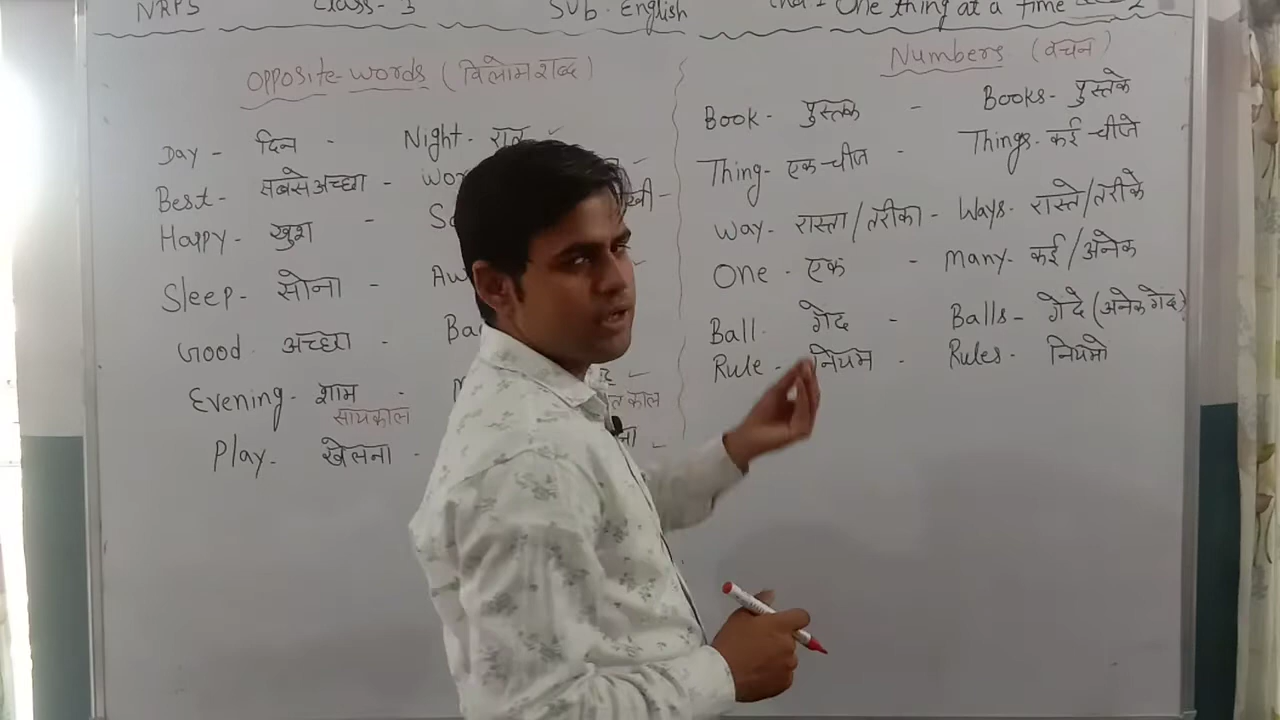 NRPS Class- 3 Sub. English One thing at a Time
Opposite-words (विलोम शब्द)
Day - दिन - Night - रात
Best - सबसे अच्छा -
Happy - खुश -
Sleep - सोना -
Good - अच्छा -
Evening - शाम -
सायंकाल
Play - खेलना -
Numbers (वचन)
Book - पुस्तक - Books - पुस्तके
Thing - एक चीज - Things - कई चीजे
Way - रास्ता/तरीका - Ways - रास्ते/तरीके
One - एक - Many - कई/अनेक
Ball - गेंद - Balls - गेंदे (अनेक गेंद)
Rule - नियम - Rules - नियमो